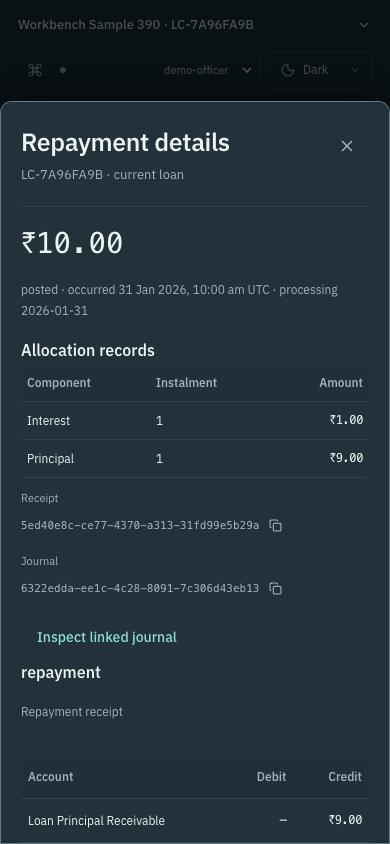 Workbench Sample 390 · LC-7A96FA9B
demo-officer
Dark
Repayment details
LC-7A96FA9B · current loan
₹10.00
posted · occurred 31 Jan 2026, 10:00 am UTC · processing
2026-01-31
Allocation records
Component Instalment Amount
Interest 1 ₹1.00
Principal 1 ₹9.00
Receipt
5ed40e8c-ce77-4370-a313-31fd99e5b29a
Journal
6322edda-ee1c-4c28-8091-7c306d43eb13
Inspect linked journal
repayment
Repayment receipt
Account Debit Credit
Loan Principal Receivable — ₹9.00